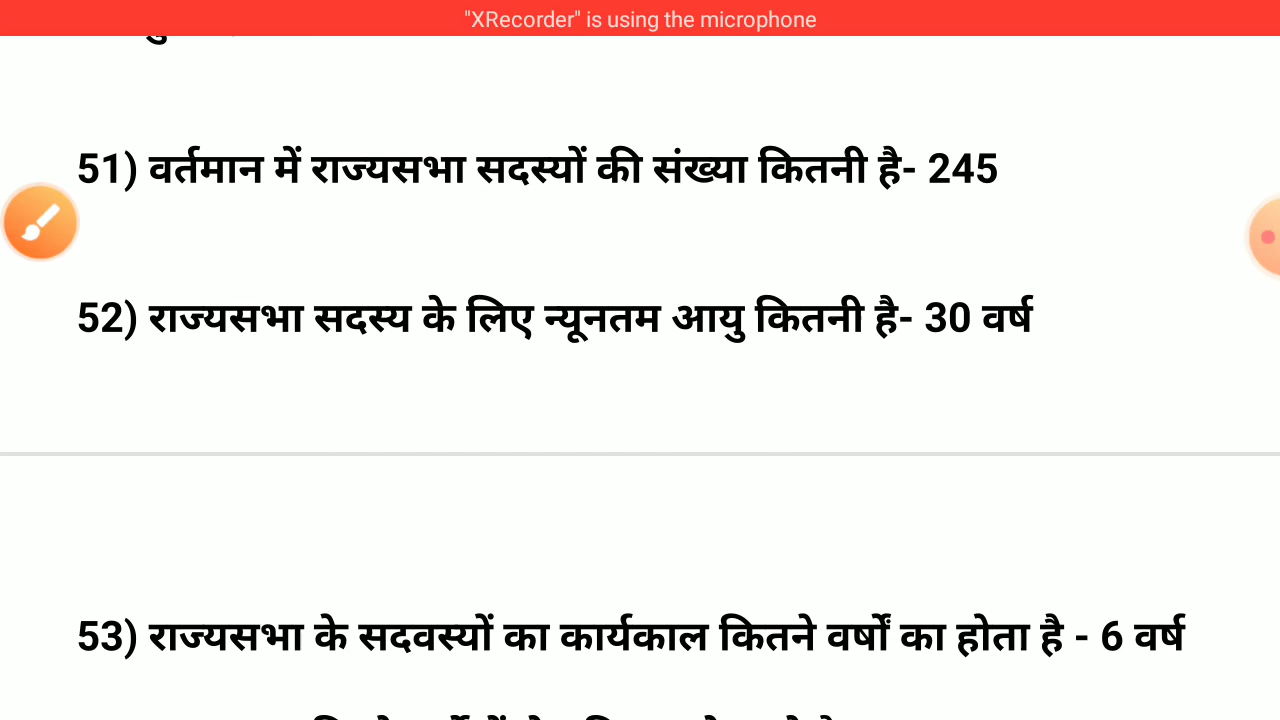 "XRecorder" is using the microphone
51) वर्तमान में राज्यसभा सदस्यों की संख्या कितनी है- 245
52) राज्यसभा सदस्य के लिए न्यूनतम आयु कितनी है- 30 वर्ष
53) राज्यसभा के सदवस्यों का कार्यकाल कितने वर्षों का होता है - 6 वर्ष